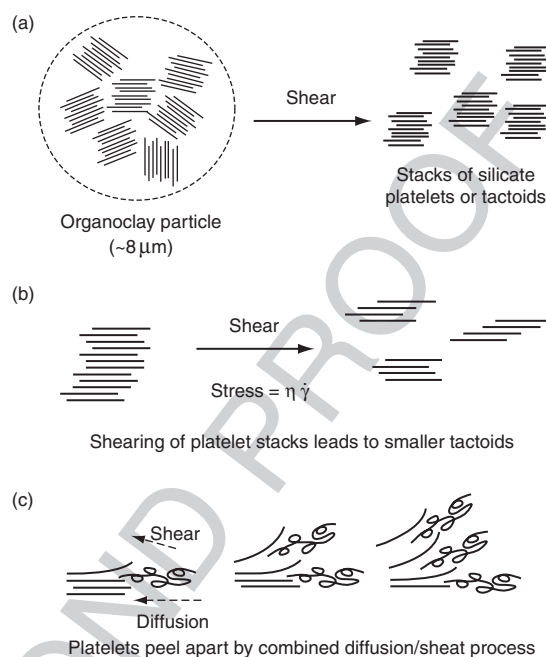 (a)
Shear
Organoclay particle
(~8 μm)
Stacks of silicate
platelets or tactoids
(b)
Shear
Stress = η γ̇
Shearing of platelet stacks leads to smaller tactoids
(c)
Shear
Diffusion
Platelets peel apart by combined diffusion/sheat process
OND PROOF